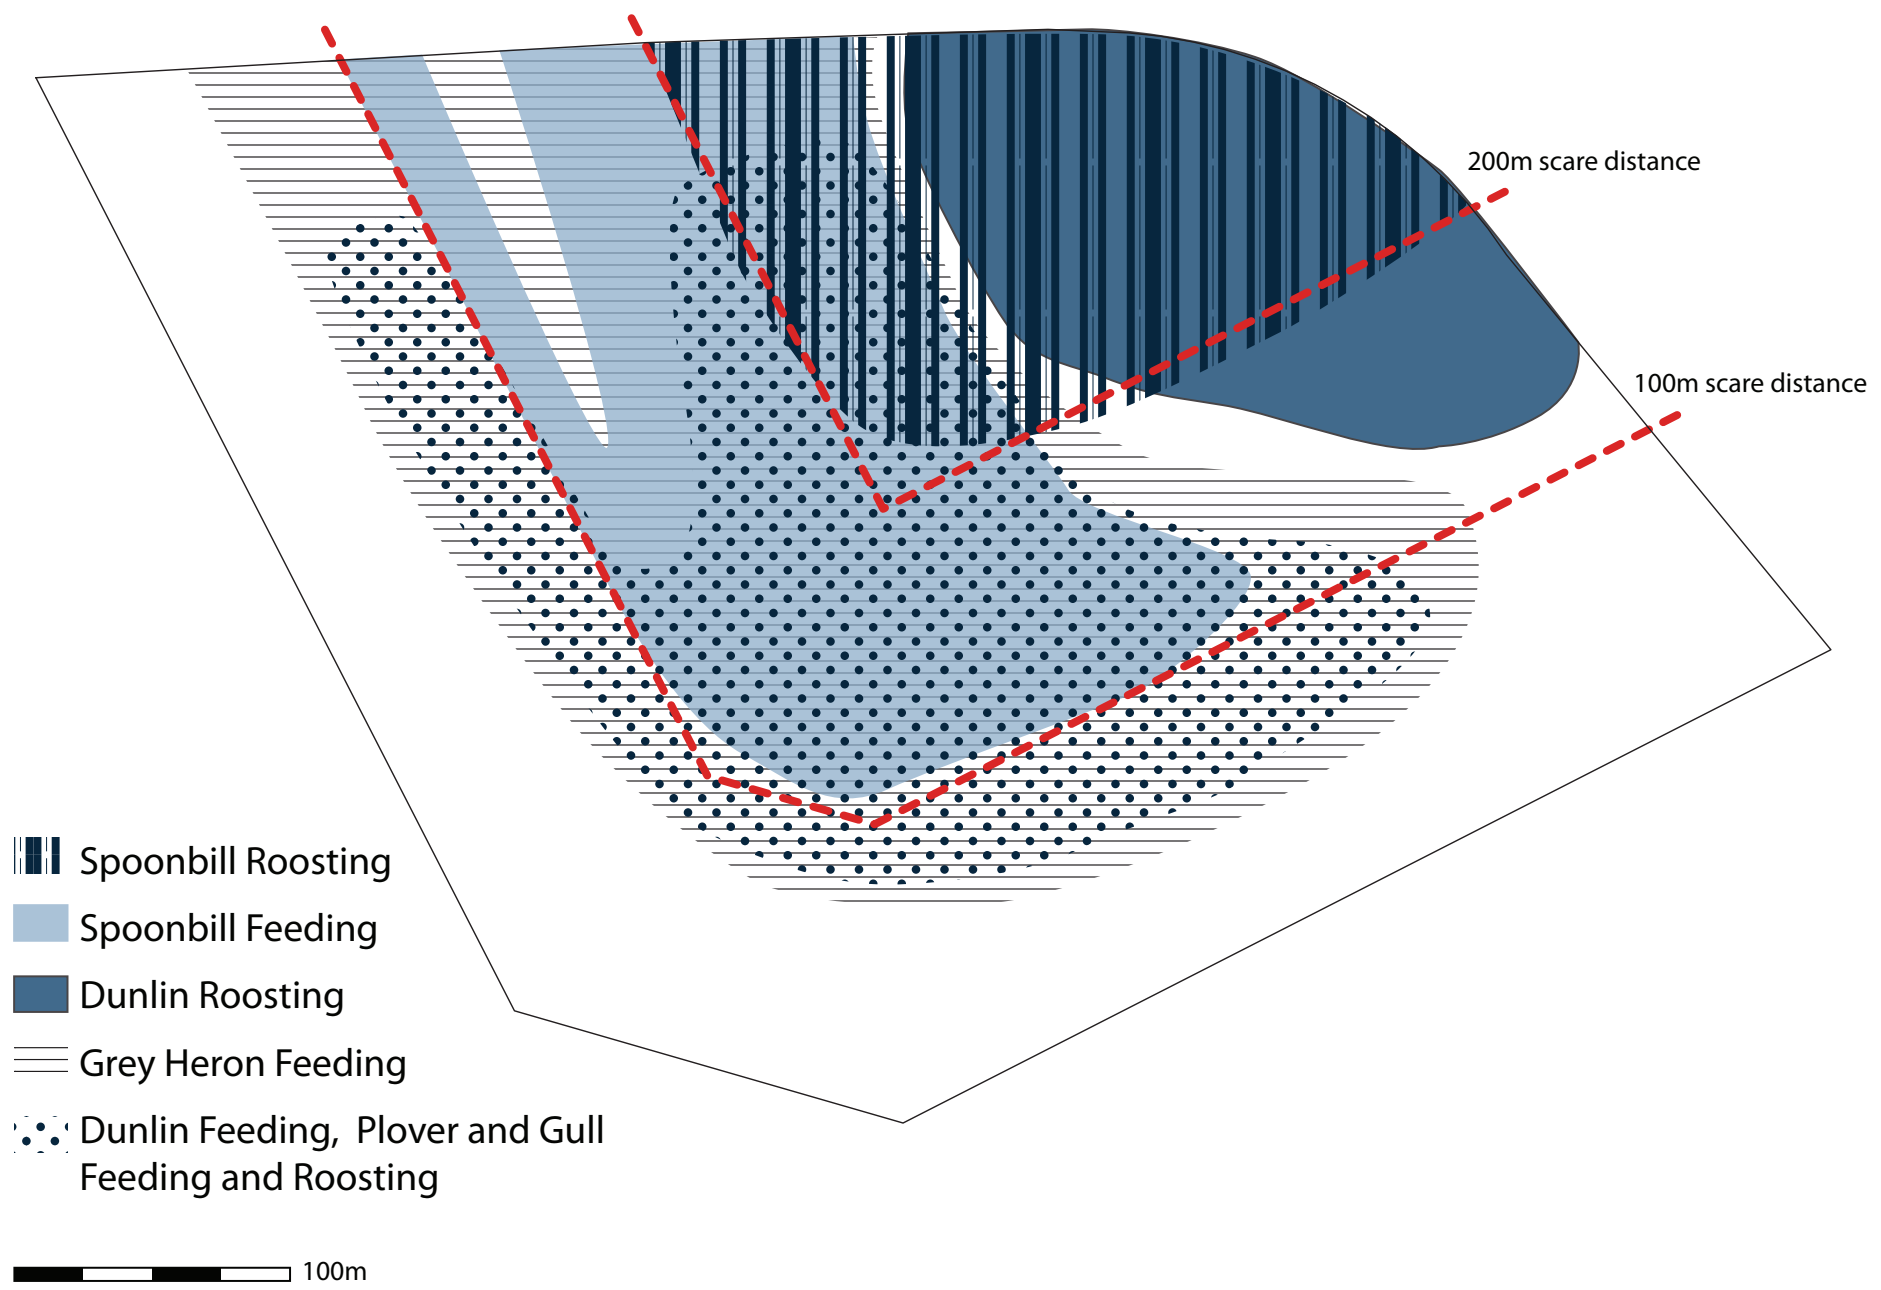 200m scare distance
100m scare distance
Spoonbill Roosting
Spoonbill Feeding
Dunlin Roosting
Grey Heron Feeding
Dunlin Feeding, Plover and Gull
Feeding and Roosting
100m